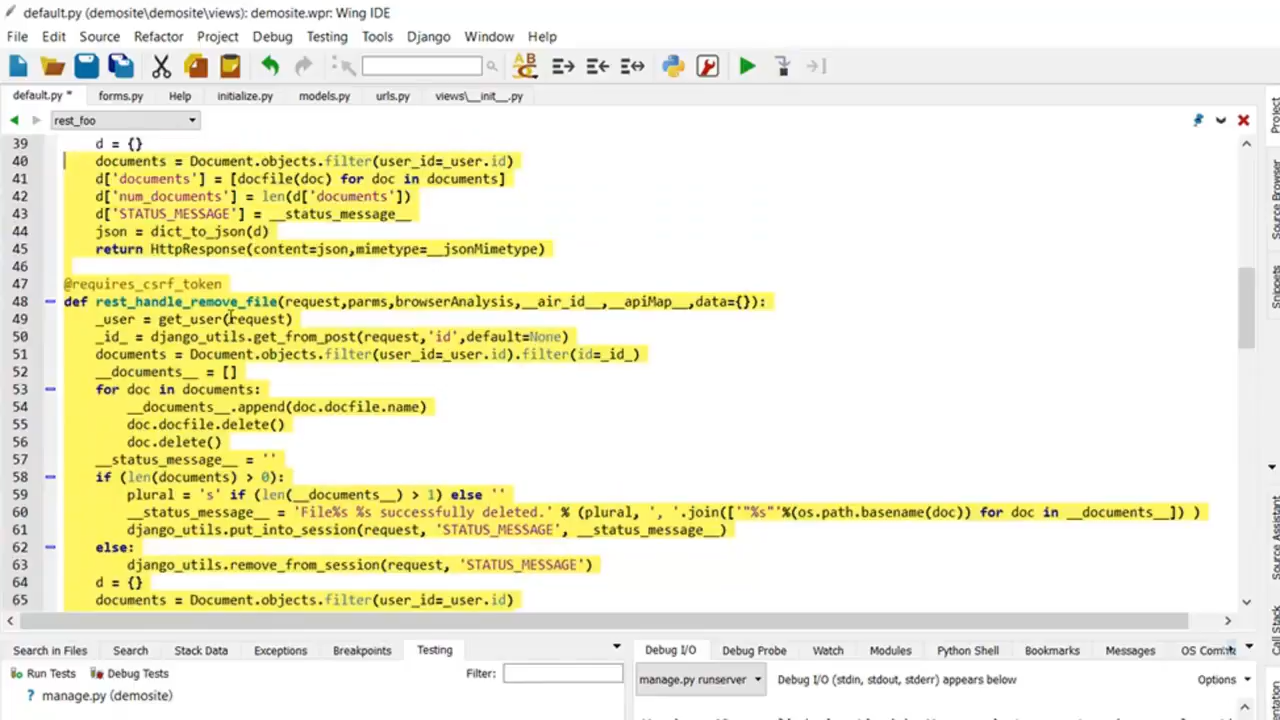 default.py (demosite\demosite\views): demosite.wpr: Wing IDE
File Edit Source Refactor Project Debug Testing Tools Django Window Help
default.py * forms.py Help initialize.py models.py urls.py views\__init__.py
rest_foo
39 d = {}
40 documents = Document.objects.filter(user_id=_user.id)
41 d['documents'] = [docfile(doc) for doc in documents]
42 d['num_documents'] = len(d['documents'])
43 d['STATUS_MESSAGE'] = __status_message__
44 json = dict_to_json(d)
45 return HttpResponse(content=json,mimetype=__jsonMimetype)
46
47 @requires_csrf_token
48 def rest_handle_remove_file(request,parms,browserAnalysis,__air_id__,__apiMap__,data={}):
49 _user = get_user(request)
50 _id_ = django_utils.get_from_post(request,'id',default=None)
51 documents = Document.objects.filter(user_id=_user.id).filter(id=_id_)
52 __documents__ = []
53 for doc in documents:
54 __documents__.append(doc.docfile.name)
55 doc.docfile.delete()
56 doc.delete()
57 __status_message__ = ''
58 if (len(documents) > 0):
59 plural = 's' if (len(__documents__) > 1) else ''
60 __status_message__ = 'File%s %s successfully deleted.' % (plural, ', '.join(['"%s"'%(os.path.basename(doc)) for doc in __documents__]) )
61 django_utils.put_into_session(request, 'STATUS_MESSAGE', __status_message__)
62 else:
63 django_utils.remove_from_session(request, 'STATUS_MESSAGE')
64 d = {}
65 documents = Document.objects.filter(user_id=_user.id)
Project
Source Browser
Snippets
Source Assistant
Call Stack
Search in Files Search Stack Data Exceptions Breakpoints Testing
Run Tests Debug Tests Filter:
? manage.py (demosite)
Debug I/O Debug Probe Watch Modules Python Shell Bookmarks Messages OS
manage.py runserver Debug I/O (stdin, stdout, stderr) appears below Options